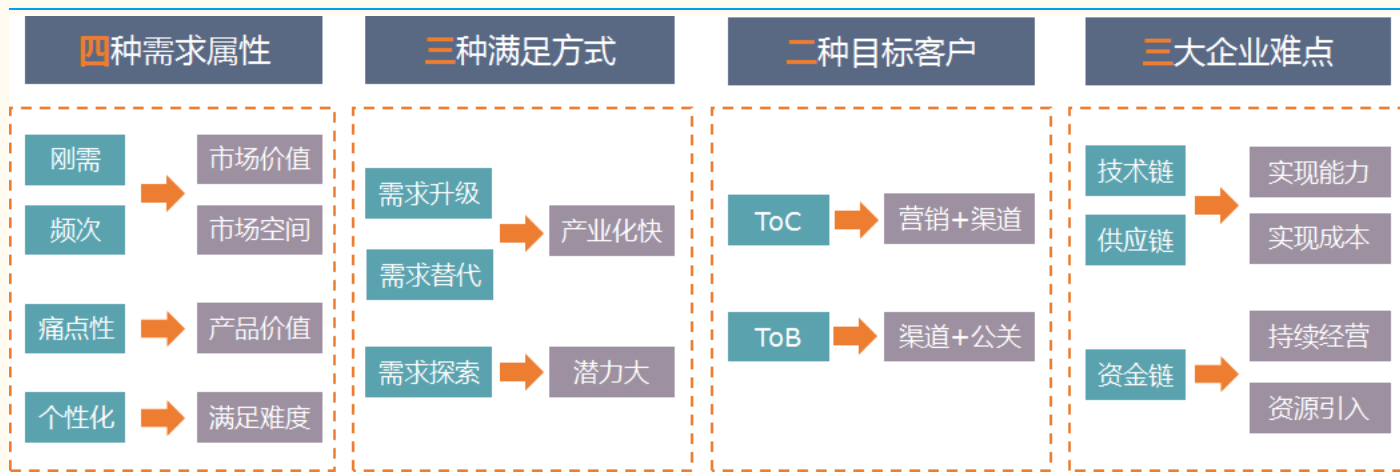 四种需求属性
三种满足方式
二种目标客户
三大企业难点
刚需
市场价值
频次
市场空间
痛点性
产品价值
个性化
满足难度
需求升级
产业化快
需求替代
需求探索
潜力大
ToC
营销+渠道
ToB
渠道+公关
技术链
实现能力
供应链
实现成本
资金链
持续经营
资源引入